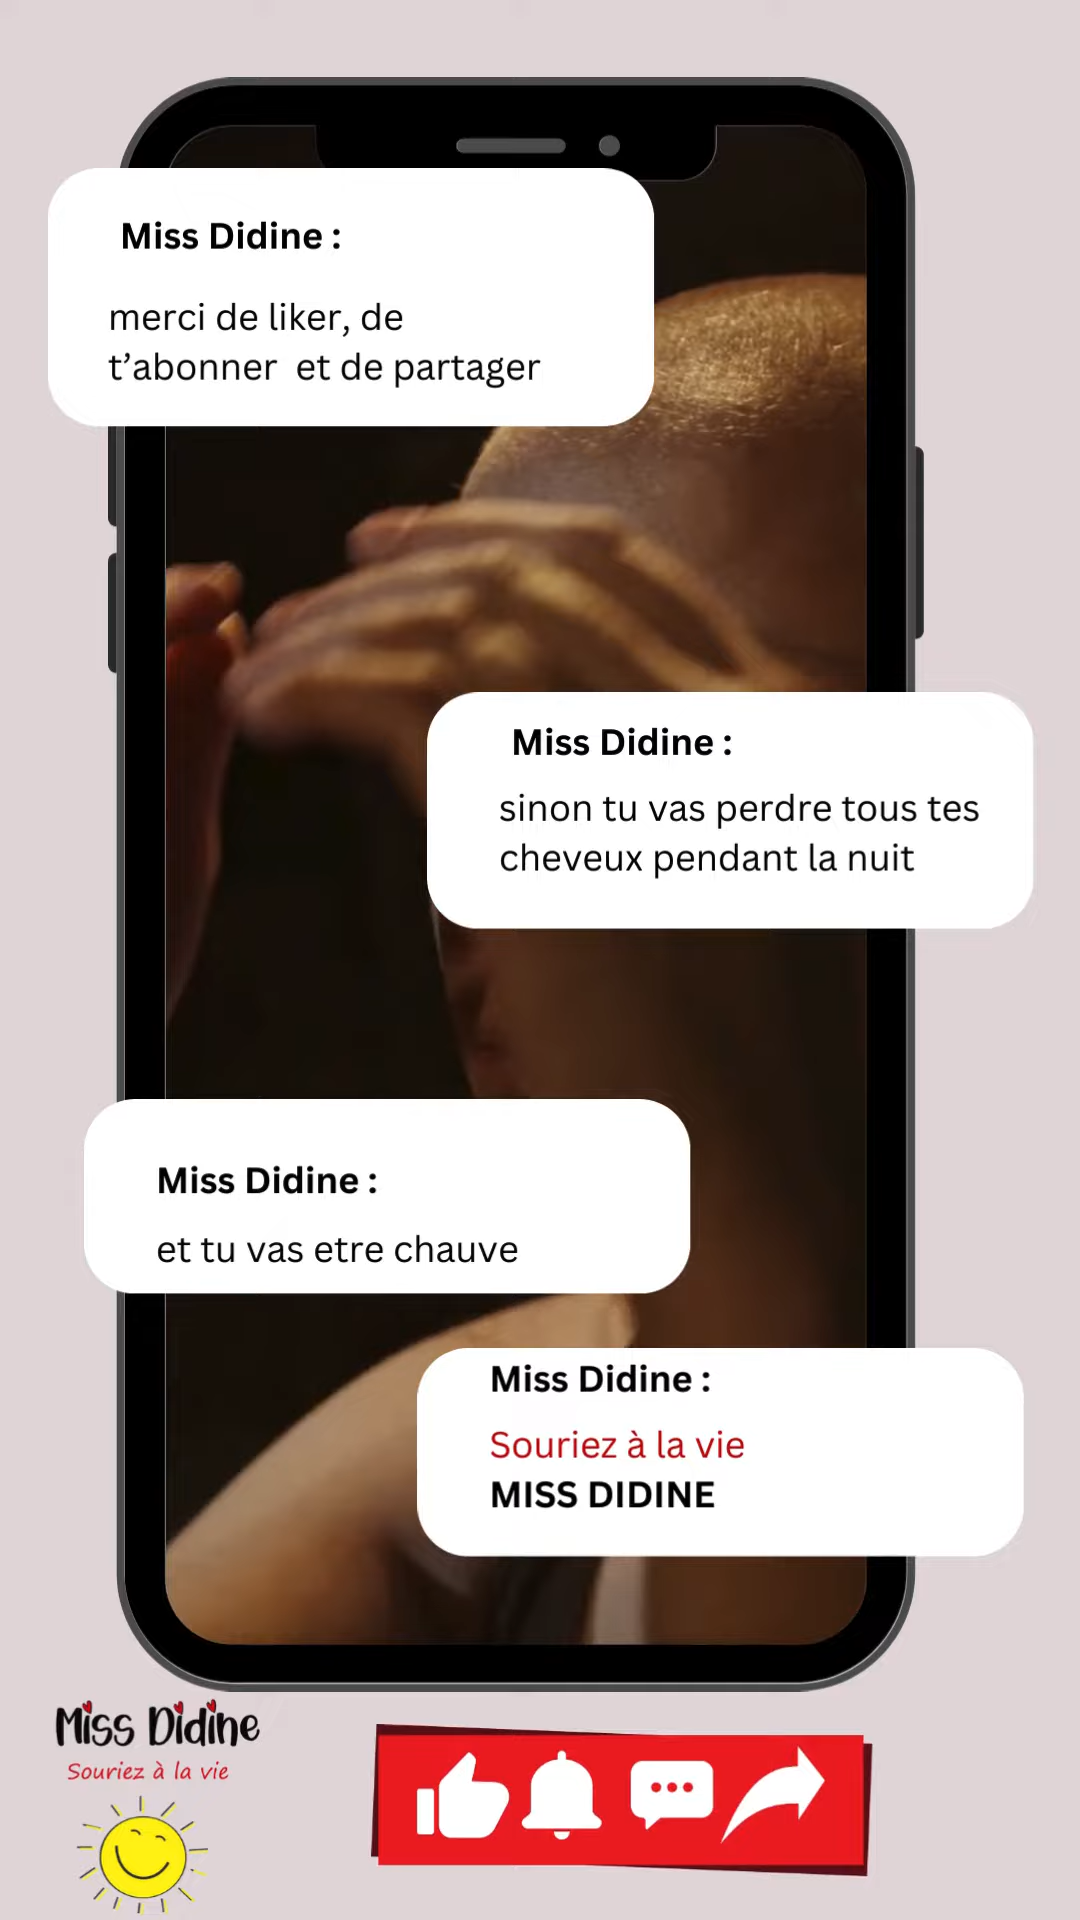 Miss Didine :
merci de liker, de
t’abonner  et de partager
Miss Didine :
sinon tu vas perdre tous tes
cheveux pendant la nuit
Miss Didine :
et tu vas etre chauve
Miss Didine :
Souriez à la vie
MISS DIDINE
Miss Didine
Souriez à la vie